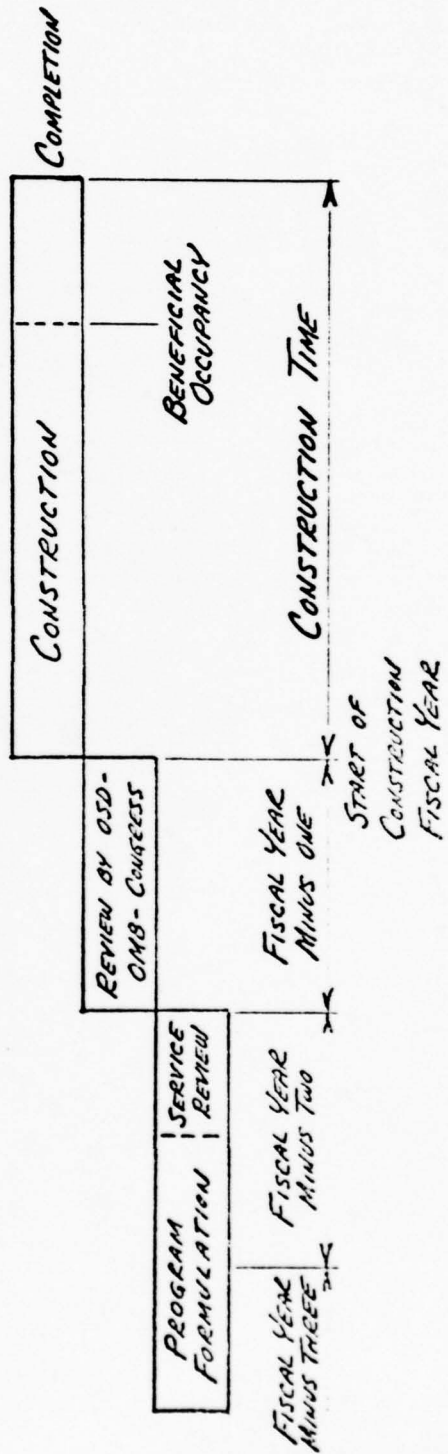 PROGRAM
FORMULATION
SERVICE
REVIEW
REVIEW BY OSD-
OMB-CONGRESS
CONSTRUCTION
COMPLETION
BENEFICIAL
OCCUPANCY
FISCAL YEAR
MINUS THREE
FISCAL YEAR
MINUS TWO
FISCAL YEAR
MINUS ONE
CONSTRUCTION TIME
START OF
CONSTRUCTION
FISCAL YEAR